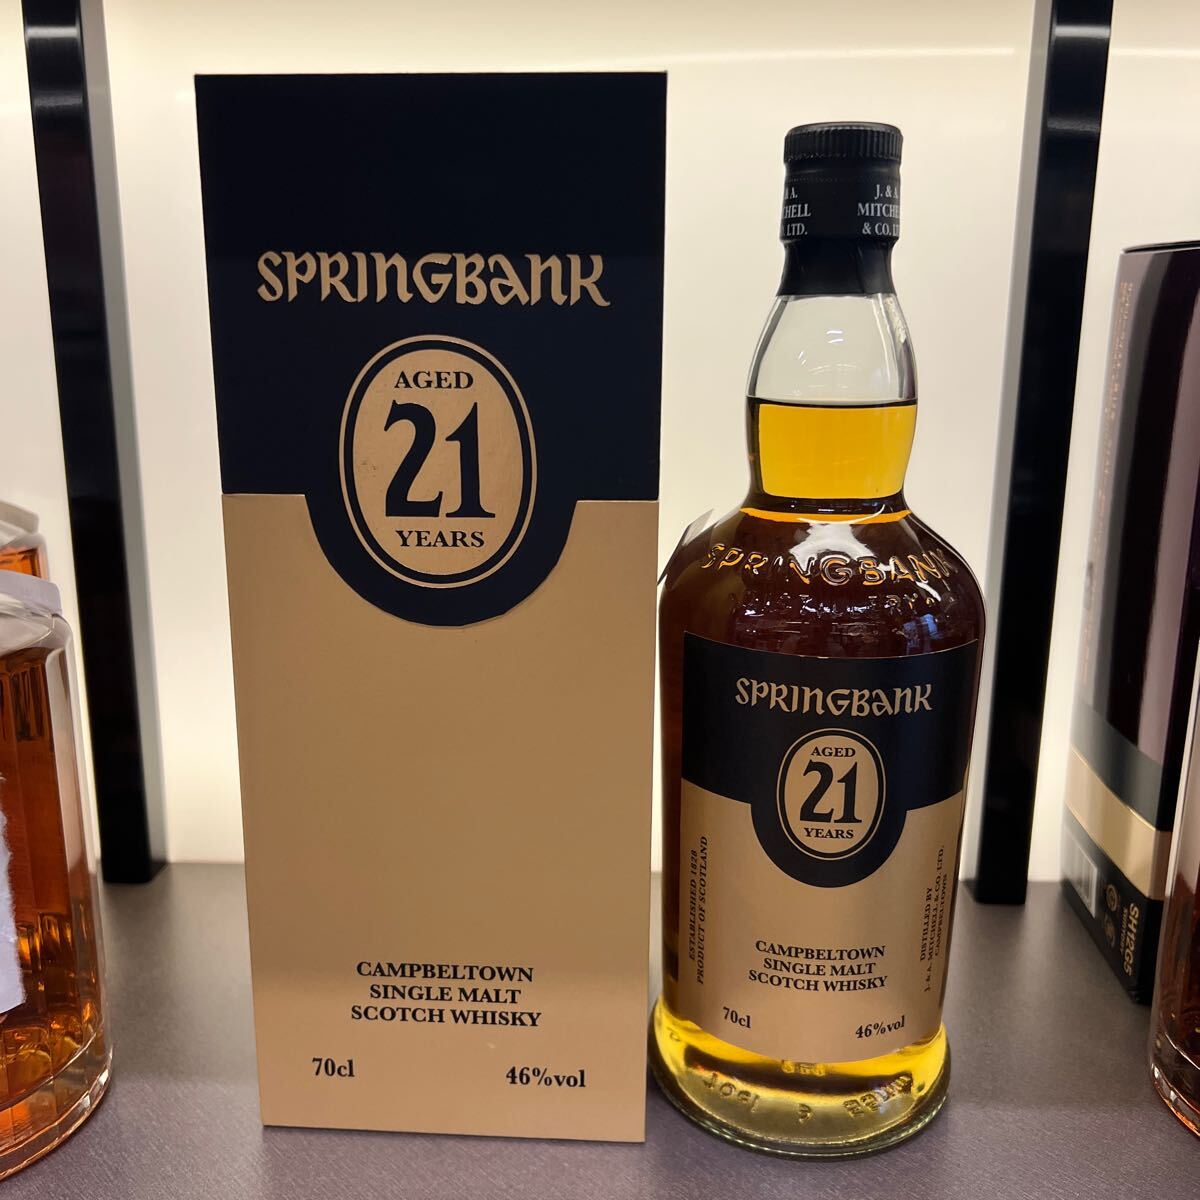 SPRINGBANK
AGED
21
YEARS
CAMPBELTOWN
SINGLE MALT
SCOTCH WHISKY
70cl
46%vol
J. & A.
MITCHELL
& CO. LTD.
SPRINGBANK
SPRINGBANK
AGED
21
YEARS
ESTABLISHED 1828
PRODUCT OF SCOTLAND
DISTILLED BY
J. & A. MITCHELL & CO. LTD.
CAMPBELTOWN
CAMPBELTOWN
SINGLE MALT
SCOTCH WHISKY
70cl
46%vol